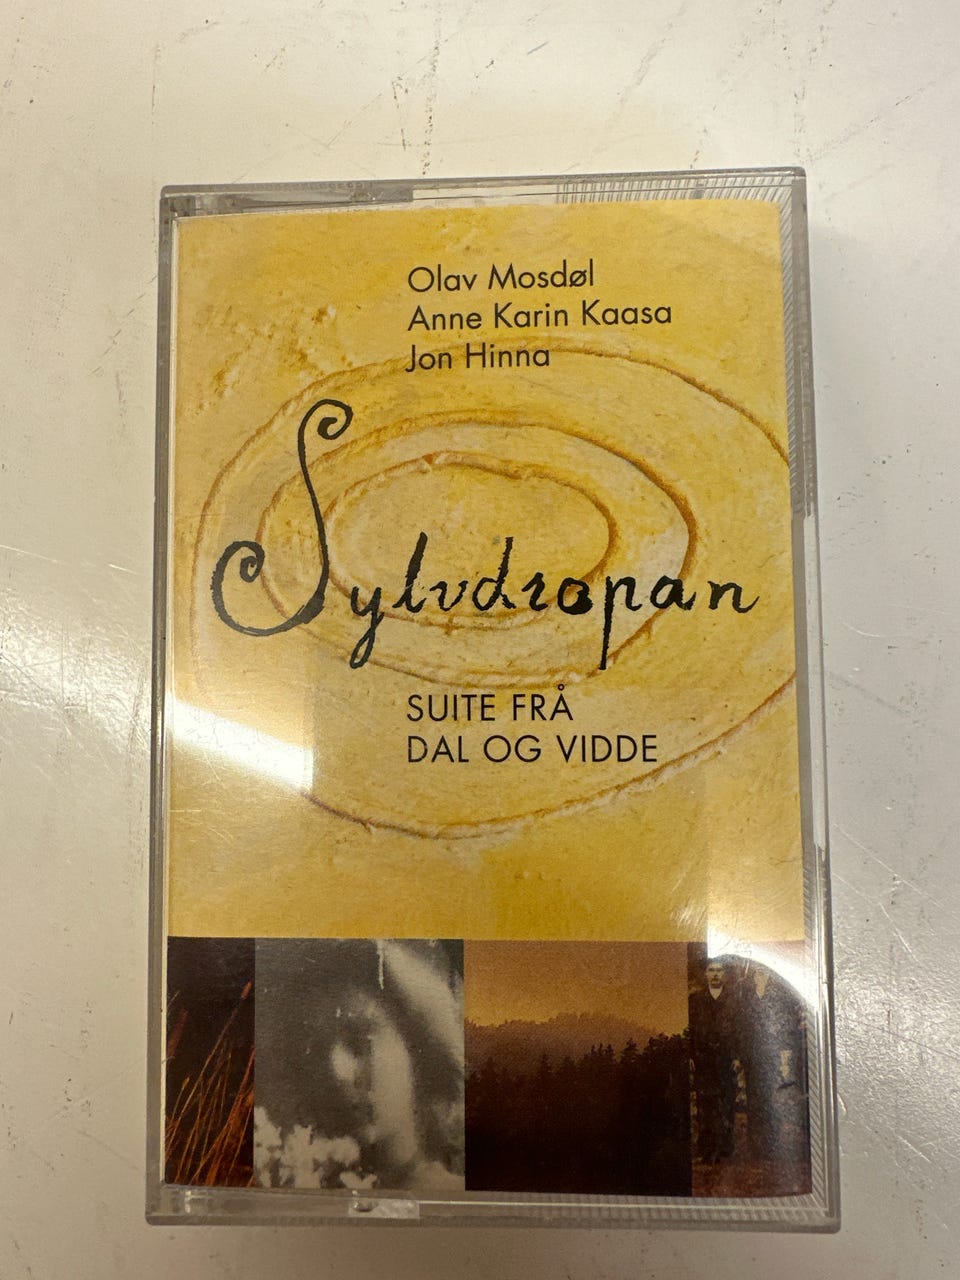 Olav Mosdøl
Anne Karin Kaasa
Jon Hinna
Sylvdropan
SUITE FRÅ
DAL OG VIDDE